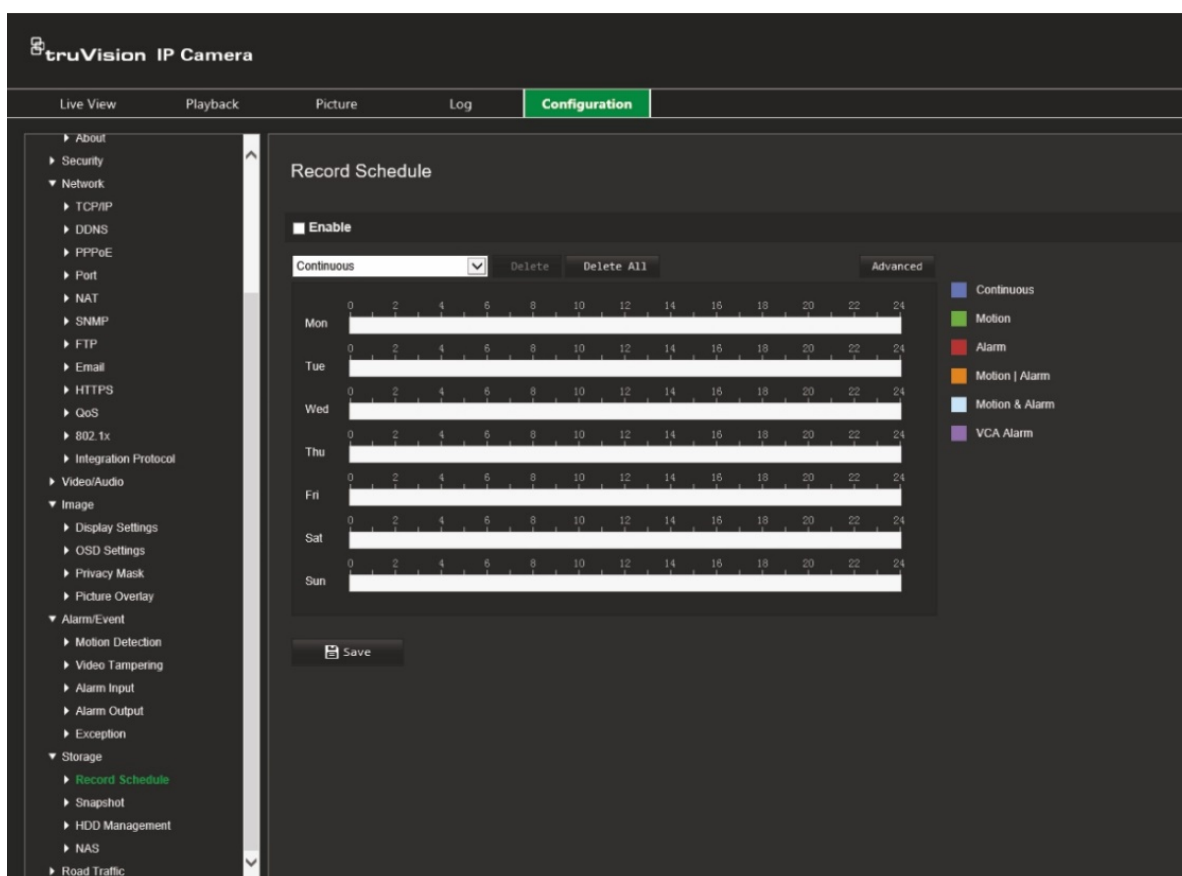 truVision IP Camera
Live View Playback Picture Log Configuration
About
Security
Network
TCP/IP
DDNS
PPPoE
Port
NAT
SNMP
FTP
Email
HTTPS
QoS
802.1x
Integration Protocol
Video/Audio
Image
Display Settings
OSD Settings
Privacy Mask
Picture Overlay
Alarm/Event
Motion Detection
Video Tampering
Alarm Input
Alarm Output
Exception
Storage
Record Schedule
Snapshot
HDD Management
NAS
Road Traffic
Record Schedule
Enable
Continuous Delete Delete All Advanced
0 2 4 6 8 10 12 14 16 18 20 22 24
Mon
0 2 4 6 8 10 12 14 16 18 20 22 24
Tue
0 2 4 6 8 10 12 14 16 18 20 22 24
Wed
0 2 4 6 8 10 12 14 16 18 20 22 24
Thu
0 2 4 6 8 10 12 14 16 18 20 22 24
Fri
0 2 4 6 8 10 12 14 16 18 20 22 24
Sat
0 2 4 6 8 10 12 14 16 18 20 22 24
Sun
Continuous
Motion
Alarm
Motion | Alarm
Motion & Alarm
VCA Alarm
Save